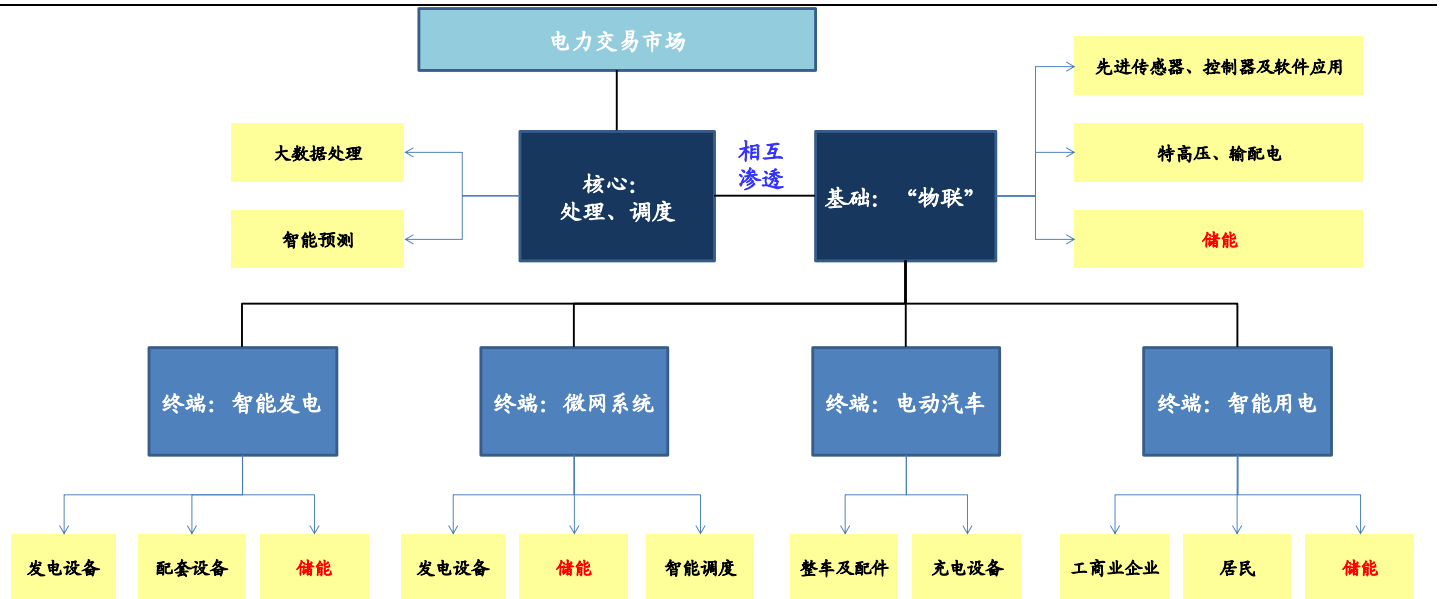 电力交易市场
先进传感器、控制器及软件应用
大数据处理
相互
渗透
特高压、输配电
核心：
处理、调度
基础： “物联”
智能预测
储能
终端： 智能发电
终端： 微网系统
终端： 电动汽车
终端： 智能用电
发电设备
配套设备
储能
发电设备
储能
智能调度
整车及配件
充电设备
工商业企业
居民
储能